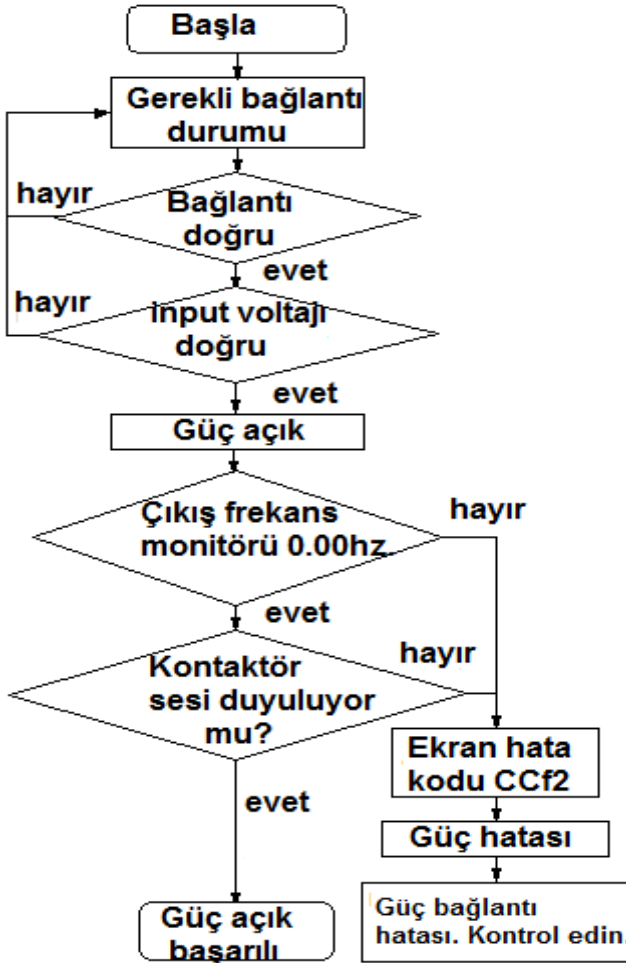 Başla
Gerekli bağlantı
durumu
hayır
Bağlantı
doğru
evet
hayır
input voltajı
doğru
evet
Güç açık
Çıkış frekans
monitörü 0.00hz.
hayır
evet
Kontaktör
sesi duyuluyor
mu?
hayır
Ekran hata
kodu CCf2
evet
Güç hatası
Güç açık
başarılı
Güç bağlantı
hatası. Kontrol edin.